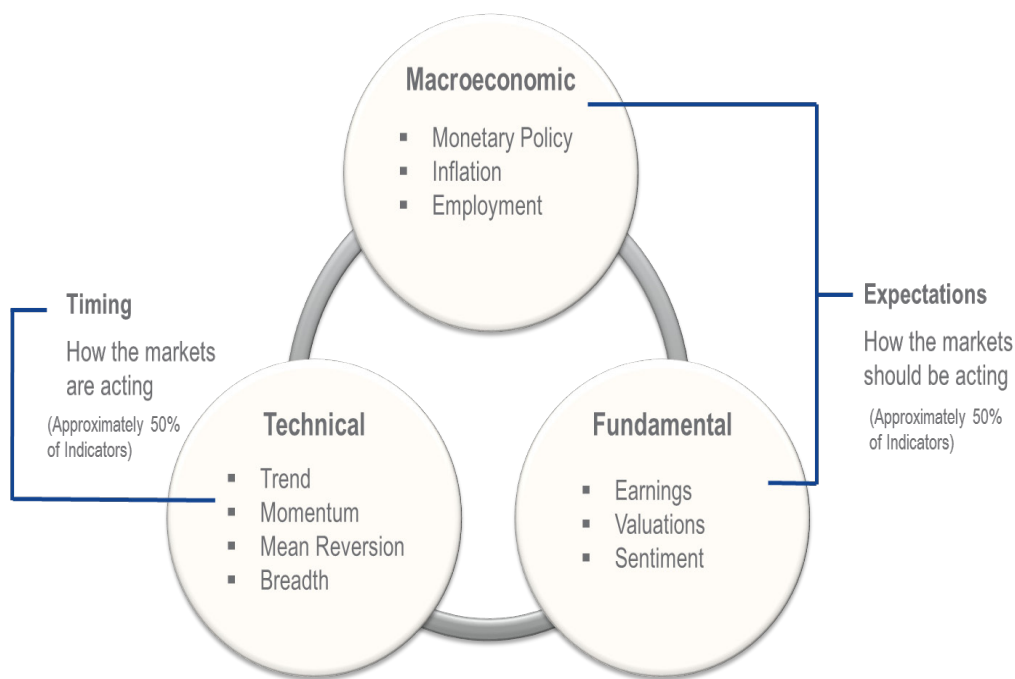 Macroeconomic
▪ Monetary Policy
▪ Inflation
▪ Employment
Timing
How the markets
are acting
(Approximately 50%
of Indicators)
Expectations
How the markets
should be acting
(Approximately 50%
of Indicators)
Technical
▪ Trend
▪ Momentum
▪ Mean Reversion
▪ Breadth
Fundamental
▪ Earnings
▪ Valuations
▪ Sentiment